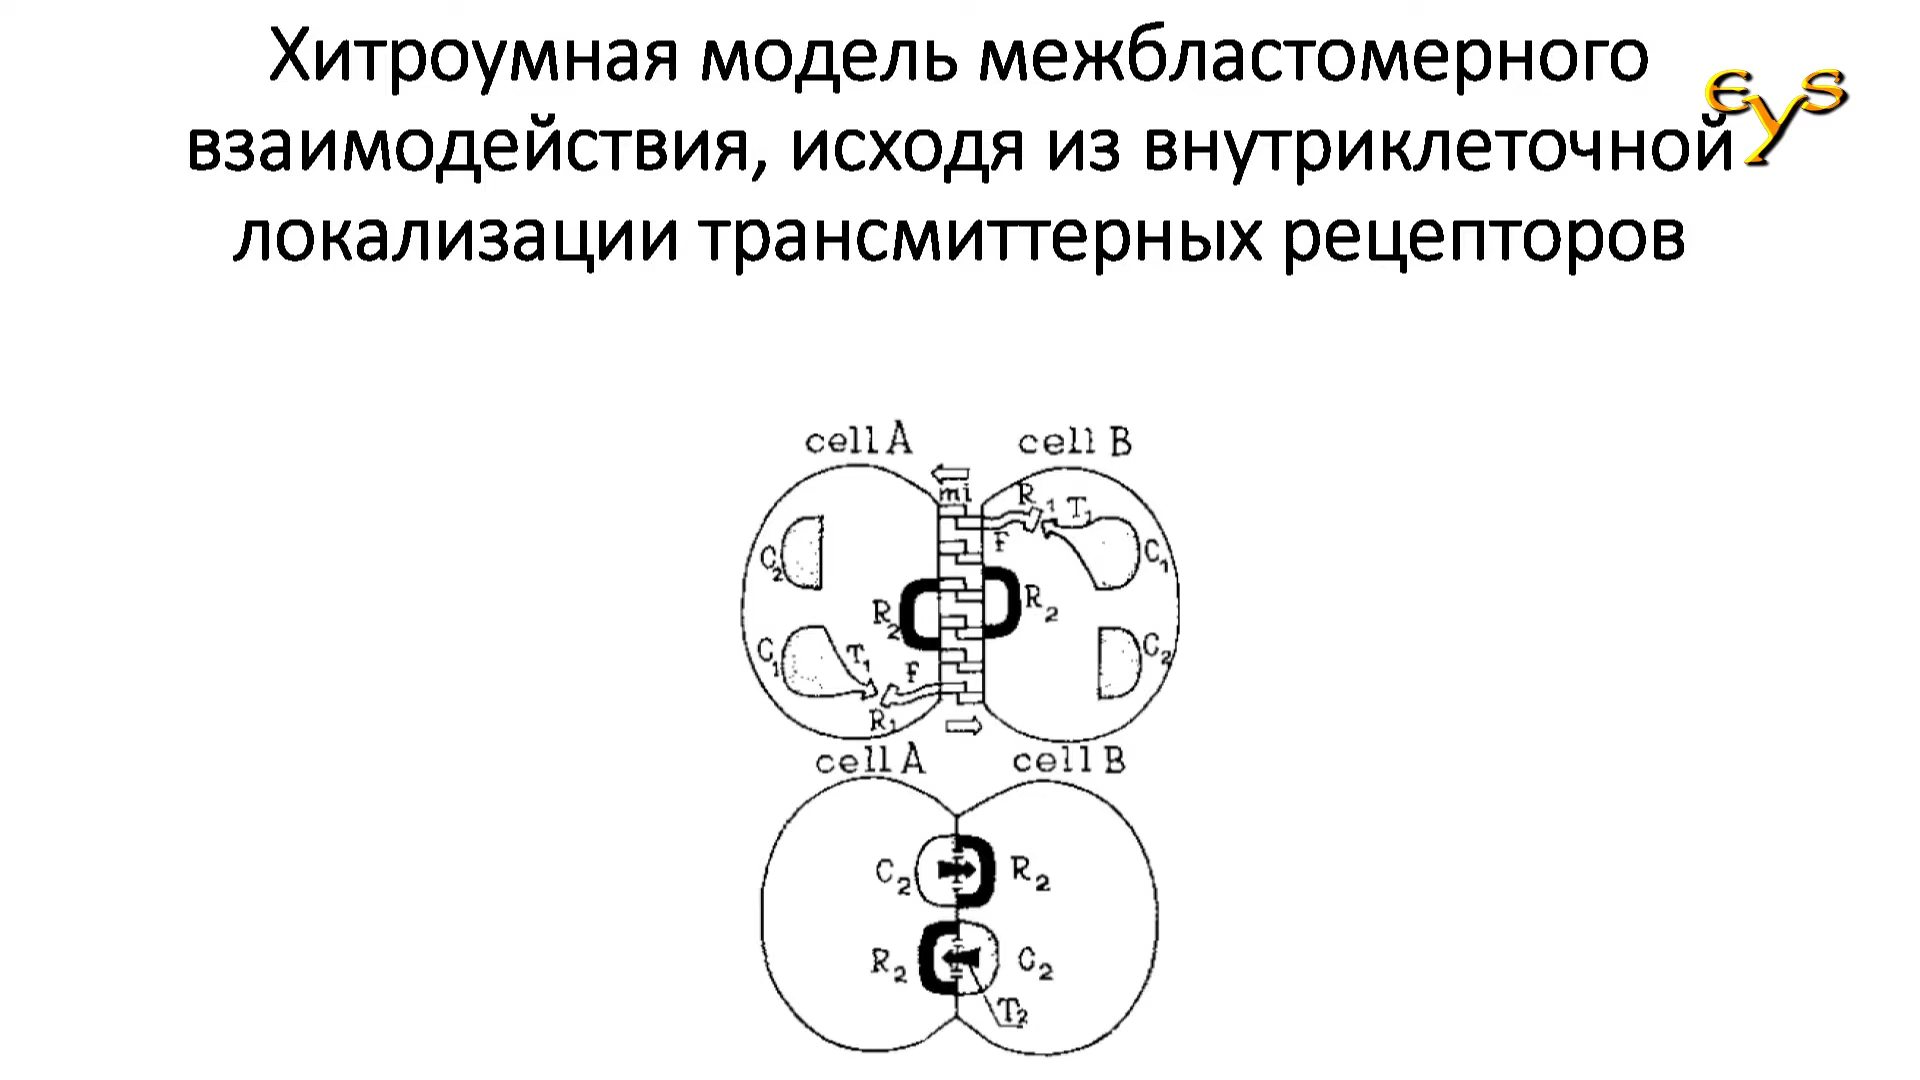 Хитроумная модель межбластомерного
взаимодействия, исходя из внутриклеточной
локализации трансмиттерных рецепторов
єys
cell A cell B
mi R1 T1
F
C2 C1
R2 R2
C1 T1 F C2
R1
cell A cell B
C2 R2
R2 C2
T2